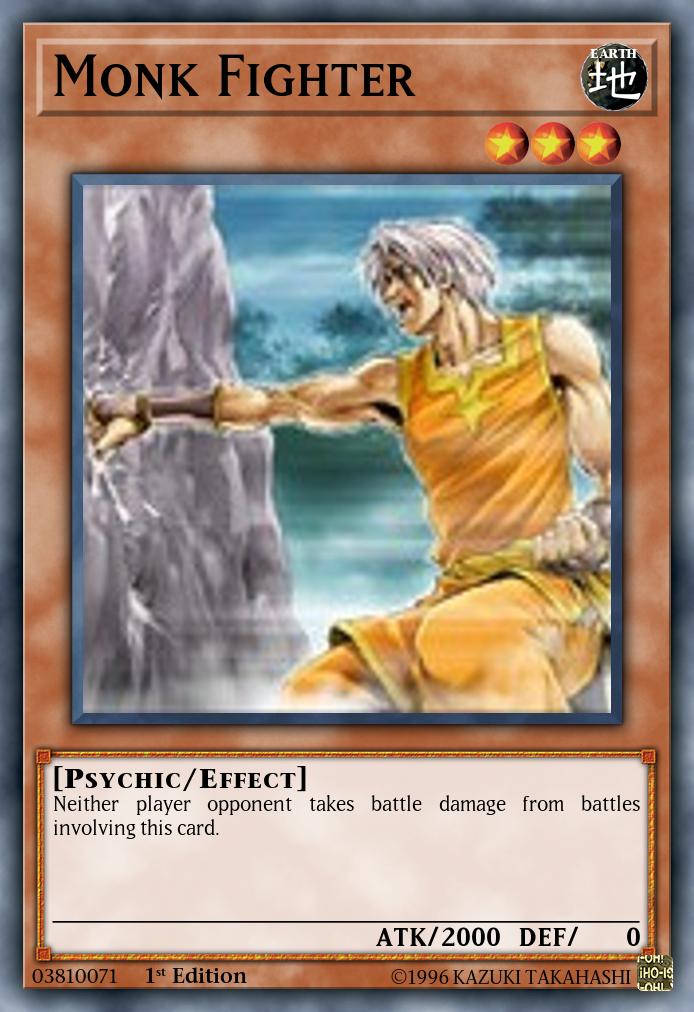 Monk Fighter
EARTH
地
[Psychic/Effect]
Neither player opponent takes battle damage from battles
involving this card.
ATK/2000 DEF/ 0
03810071 1st Edition ©1996 KAZUKI TAKAHASHI